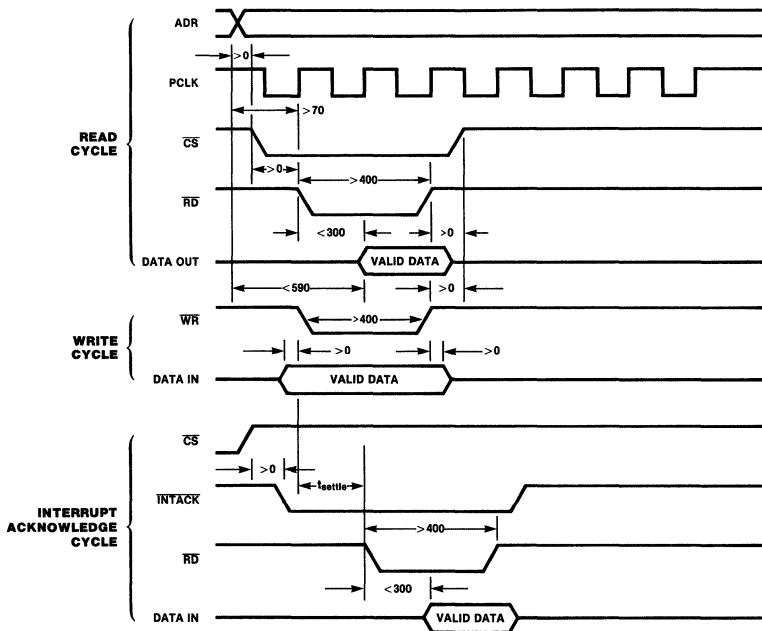 ADR
>0
PCLK
>70
READ
CYCLE
CS
>0
>400
RD
<300
>0
DATA OUT
VALID DATA
<590
>0
WR
>400
WRITE
CYCLE
>0
>0
DATA IN
VALID DATA
CS
>0
tsettle
INTACK
INTERRUPT
ACKNOWLEDGE
CYCLE
>400
RD
<300
DATA IN
VALID DATA